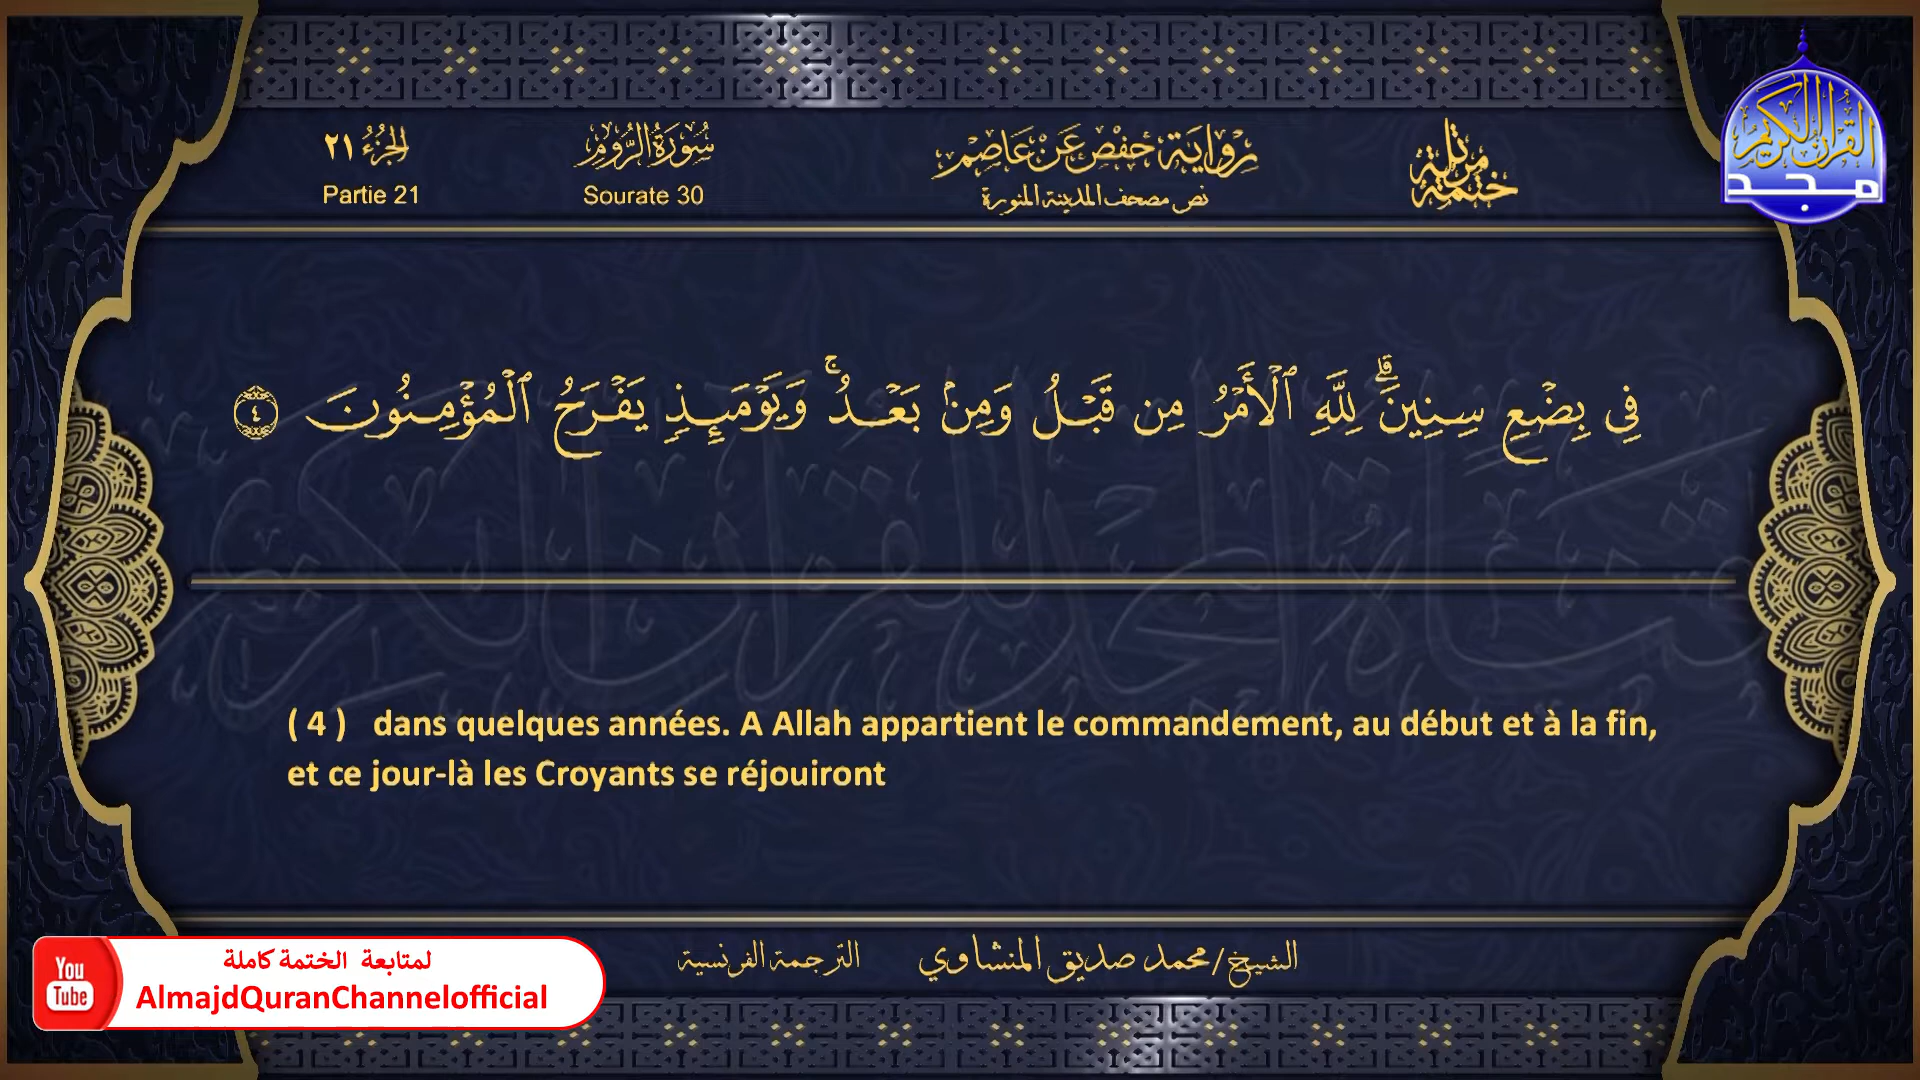 الجزء ٢١
Partie 21
سورة الروم
Sourate 30
رواية حفص عن عاصم
نص مصحف المدينة المنورة
ختمة مرتلة
القرآن الكريم
مجد
فِي بِضْعِ سِنِينَۗ لِلَّهِ ٱلْأَمْرُ مِن قَبْلُ وَمِنۢ بَعْدُۚ وَيَوْمَئِذٍ يَفْرَحُ ٱلْمُؤْمِنُونَ ٤
( 4 ) dans quelques années. A Allah appartient le commandement, au début et à la fin,
et ce jour-là les Croyants se réjouiront
الشيخ/محمد صديق المنشاوي
الترجمة الفرنسية
You
Tube
لمتابعة الختمة كاملة
AlmajdQuranChannelofficial